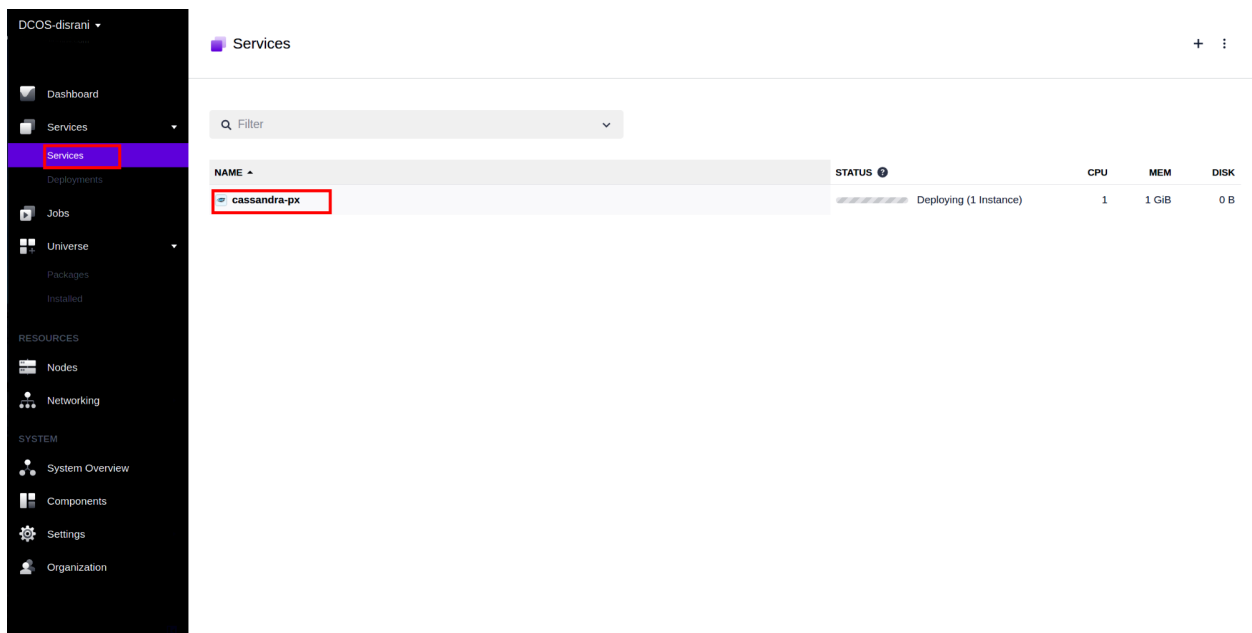 DCOS-disrani
Dashboard
Services
Services
Deployments
Jobs
Universe
Packages
Installed
RESOURCES
Nodes
Networking
SYSTEM
System Overview
Components
Settings
Organization
Services
Filter
NAME STATUS CPU MEM DISK
cassandra-px Deploying (1 Instance) 1 1 GiB 0 B